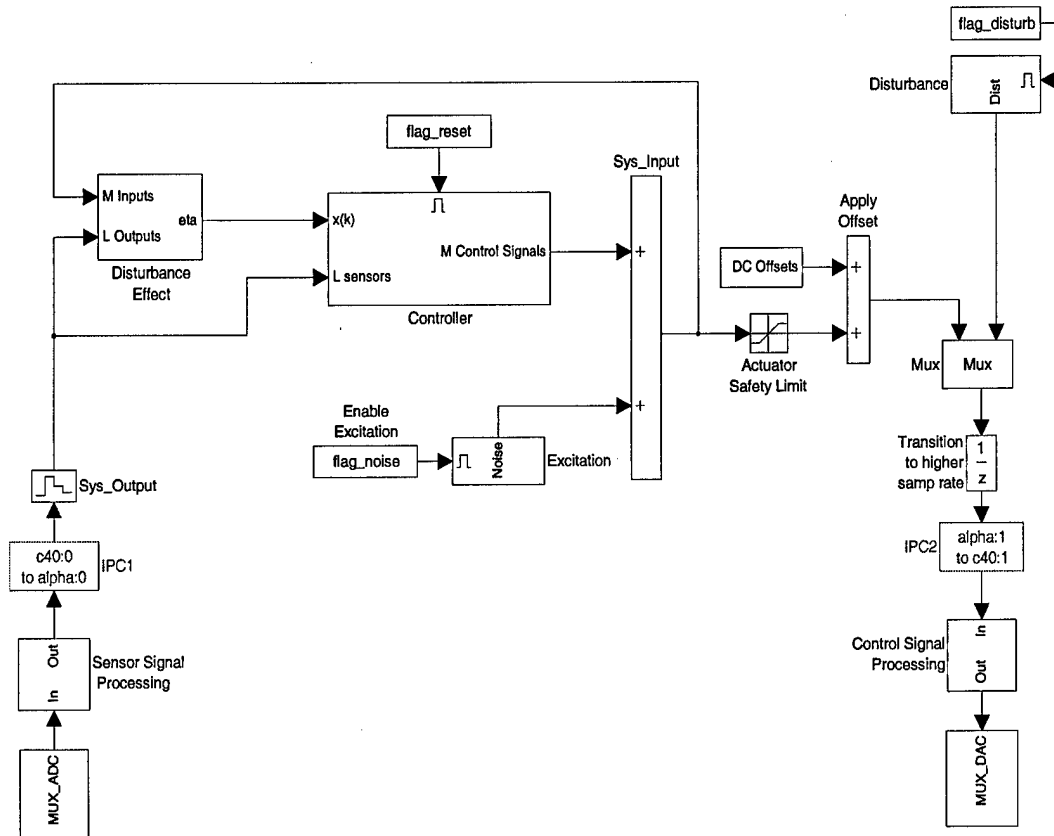 flag_disturb
Disturbance
Dist
flag_reset
Sys_Input
M Inputs
eta
L Outputs
Disturbance
Effect
x(k)
M Control Signals
L sensors
Controller
+
+
Apply
Offset
DC Offsets
+
+
Actuator
Safety Limit
Mux
Mux
Enable
Excitation
flag_noise
Noise
Excitation
Transition
to higher
samp rate
1
z
Sys_Output
c40:0
to alpha:0
IPC1
IPC2
alpha:1
to c40:1
Out
In
Sensor Signal
Processing
Control Signal
Processing
In
Out
MUX_ADC
MUX_DAC